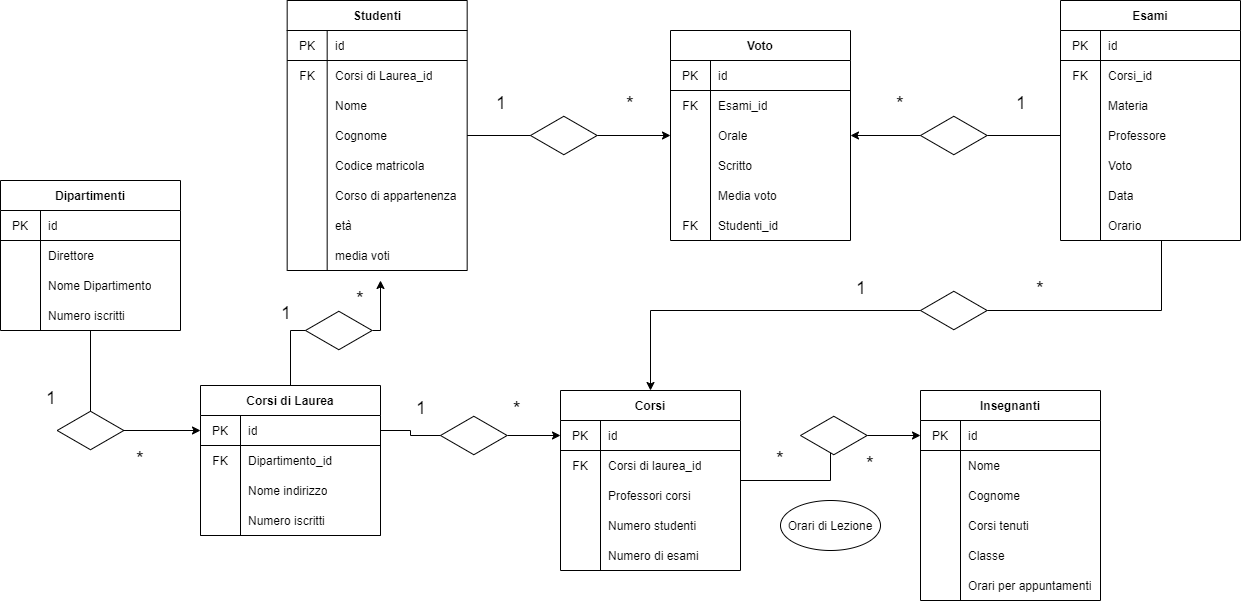 Studenti
PK id
FK Corsi di Laurea_id
Nome
Cognome
Codice matricola
Corso di appartenenza
età
media voti
1
*
Voto
PK id
FK Esami_id
Orale
Scritto
Media voto
FK Studenti_id
*
1
Esami
PK id
FK Corsi_id
Materia
Professore
Voto
Data
Orario
Dipartimenti
PK id
Direttore
Nome Dipartimento
Numero iscritti
1
*
1
*
1
*
Corsi di Laurea
PK id
FK Dipartimento_id
Nome indirizzo
Numero iscritti
1
*
Corsi
PK id
FK Corsi di laurea_id
Professori corsi
Numero studenti
Numero di esami
*
*
Orari di Lezione
Insegnanti
PK id
Nome
Cognome
Corsi tenuti
Classe
Orari per appuntamenti